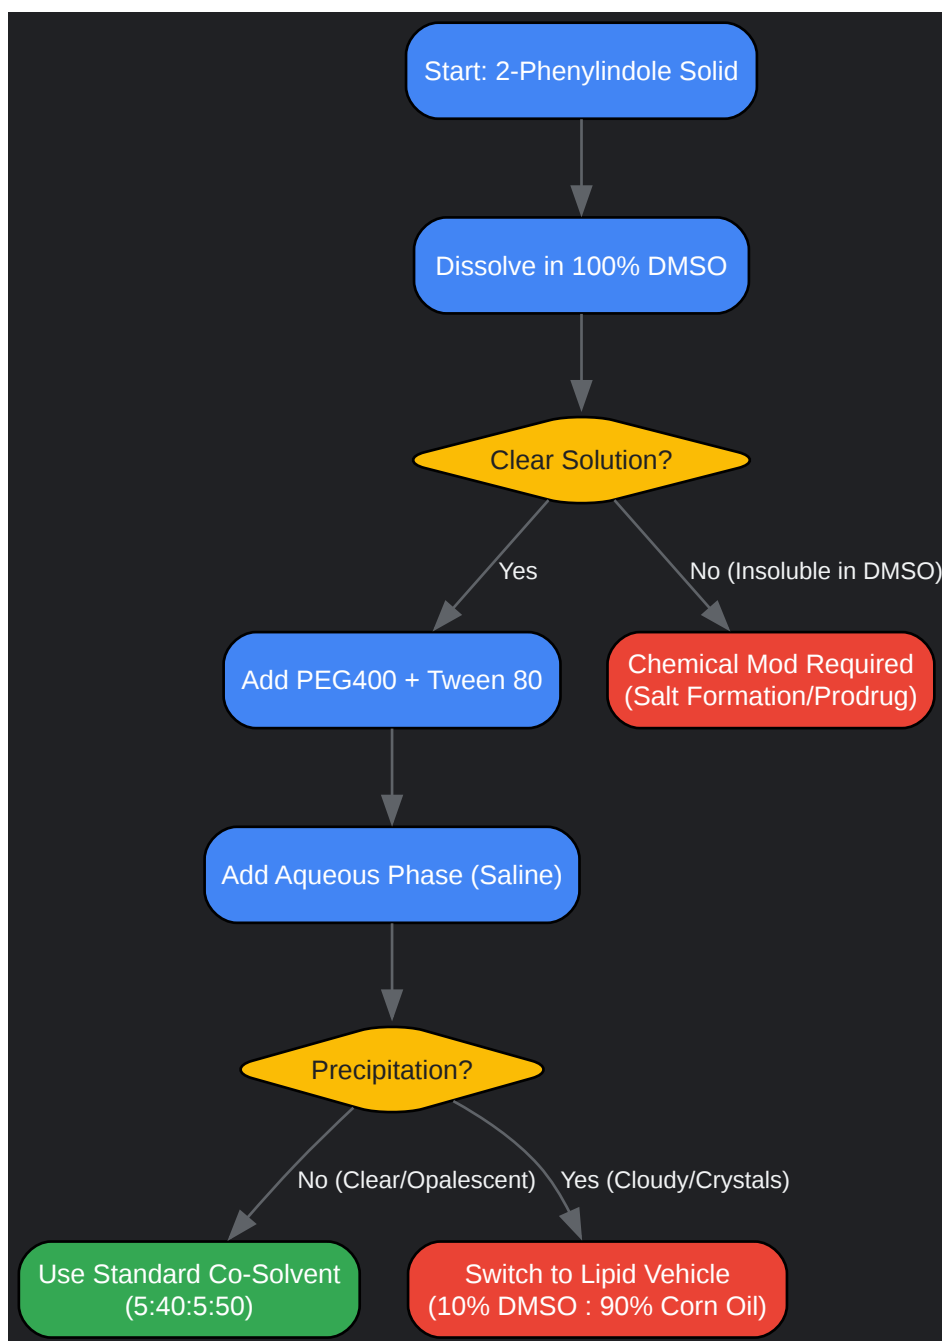 Start: 2-Phenylindole Solid
Dissolve in 100% DMSO
Clear Solution?
Yes
No (Insoluble in DMSO)
Add PEG400 + Tween 80
Chemical Mod Required
(Salt Formation/Prodrug)
Add Aqueous Phase (Saline)
Precipitation?
No (Clear/Opalescent)
Yes (Cloudy/Crystals)
Use Standard Co-Solvent
(5:40:5:50)
Switch to Lipid Vehicle
(10% DMSO : 90% Corn Oil)